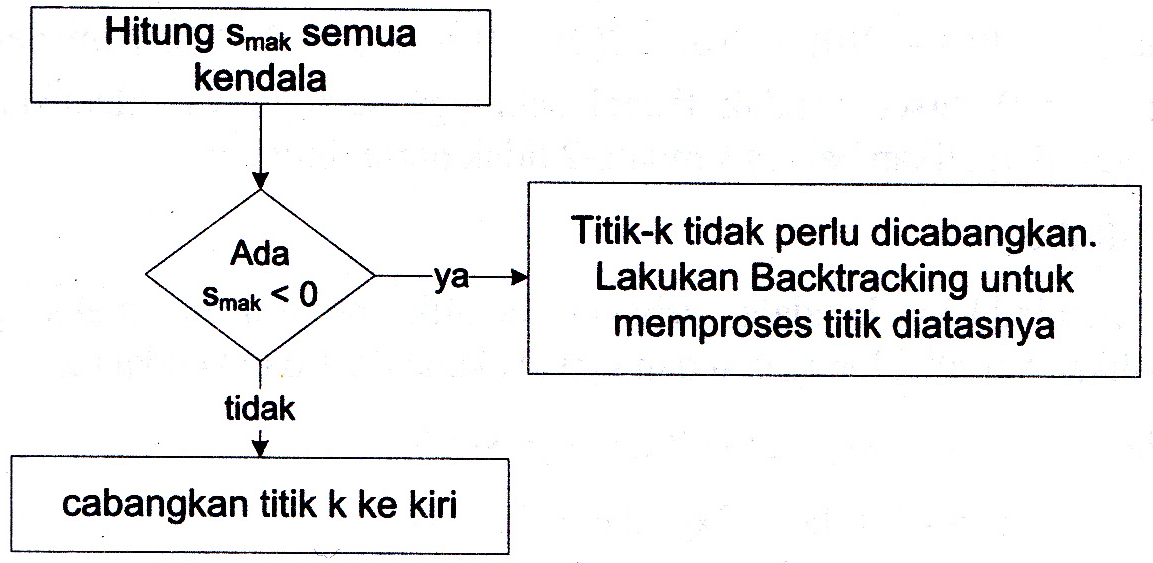 Hitung smak semua
kendala
Ada
smak < 0
ya
Titik-k tidak perlu dicabangkan.
Lakukan Backtracking untuk
memproses titik diatasnya
tidak
cabangkan titik k ke kiri